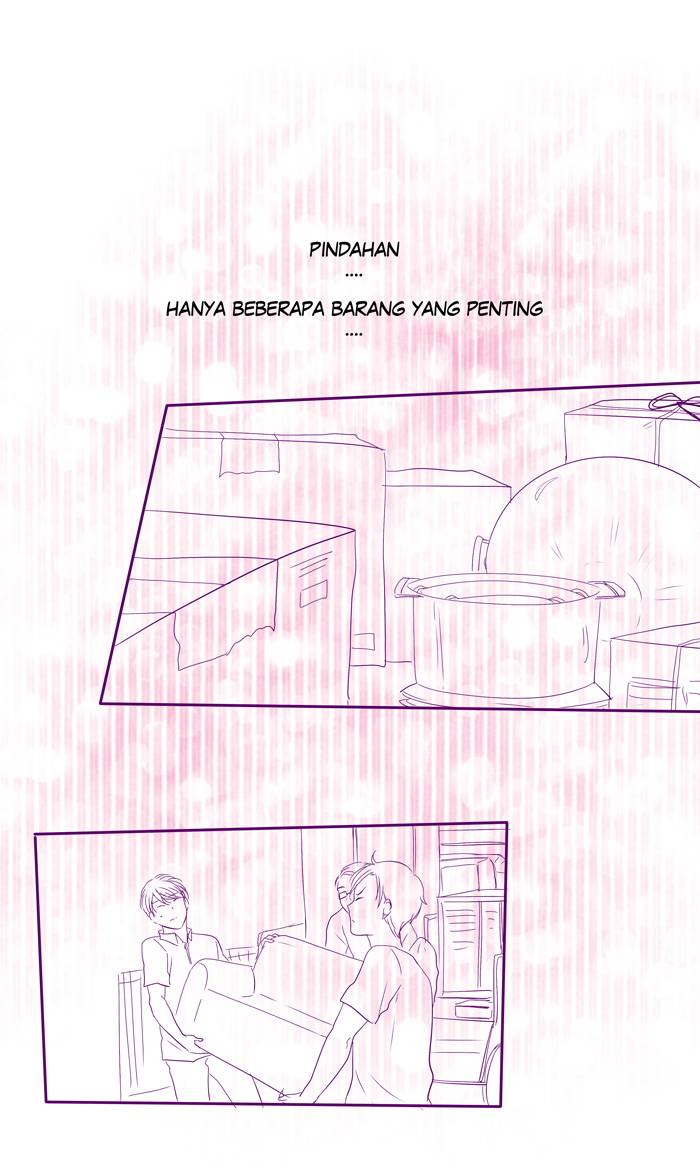 PINDAHAN
....
HANYA BEBERAPA BARANG YANG PENTING
....